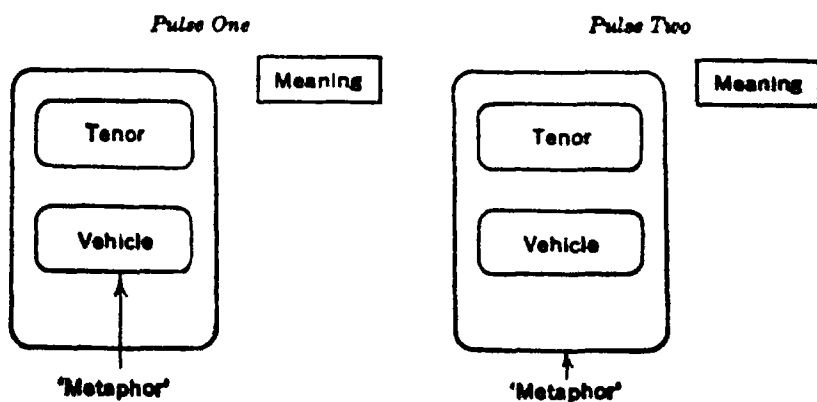 Pulse One
Pulse Two
Meaning
Meaning
Tenor
Tenor
Vehicle
Vehicle
'Metaphor'
'Metaphor'